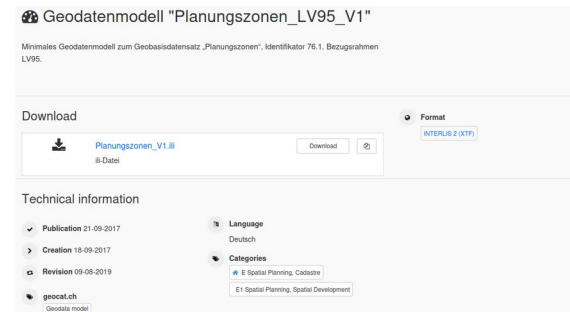 Geodatenmodell "Planungszonen_LV95_V1"
Minimales Geodatenmodell zum Geobasisdatensatz „Planungszonen“, Identifikator 76.1. Bezugsrahmen
LV95.
Download
Planungszonen_V1.ili
ili-Datei
Download
Format
INTERLIS 2 (XTF)
Technical information
Publication 21-09-2017
Creation 18-09-2017
Revision 09-08-2019
geocat.ch
Geodata model
Language
Deutsch
Categories
E Spatial Planning, Cadastre
E1 Spatial Planning, Spatial Development